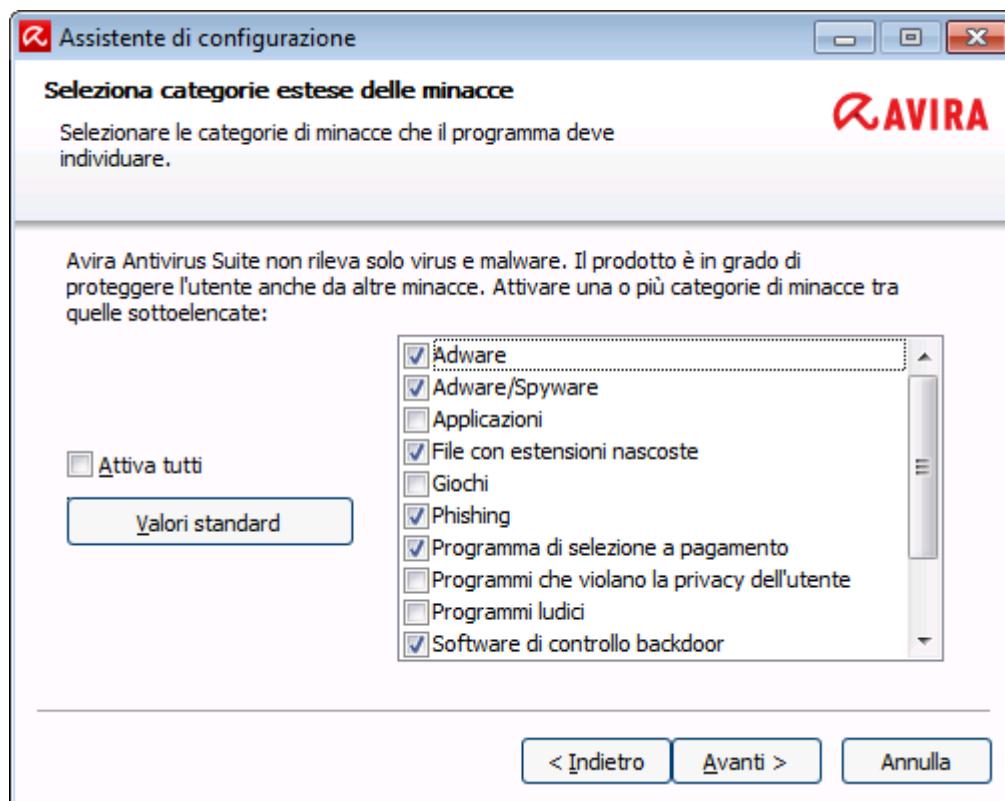 Assistente di configurazione
Seleziona categorie estese delle minacce
Selezionare le categorie di minacce che il programma deve
individuare.
AVIRA
Avira Antivirus Suite non rileva solo virus e malware. Il prodotto è in grado di
proteggere l'utente anche da altre minacce. Attivare una o più categorie di minacce tra
quelle sottoelencate:
Adware
Adware/Spyware
Applicazioni
File con estensioni nascoste
Giochi
Phishing
Programma di selezione a pagamento
Programmi che violano la privacy dell'utente
Programmi ludici
Software di controllo backdoor
Attiva tutti
Valori standard
< Indietro
Avanti >
Annulla